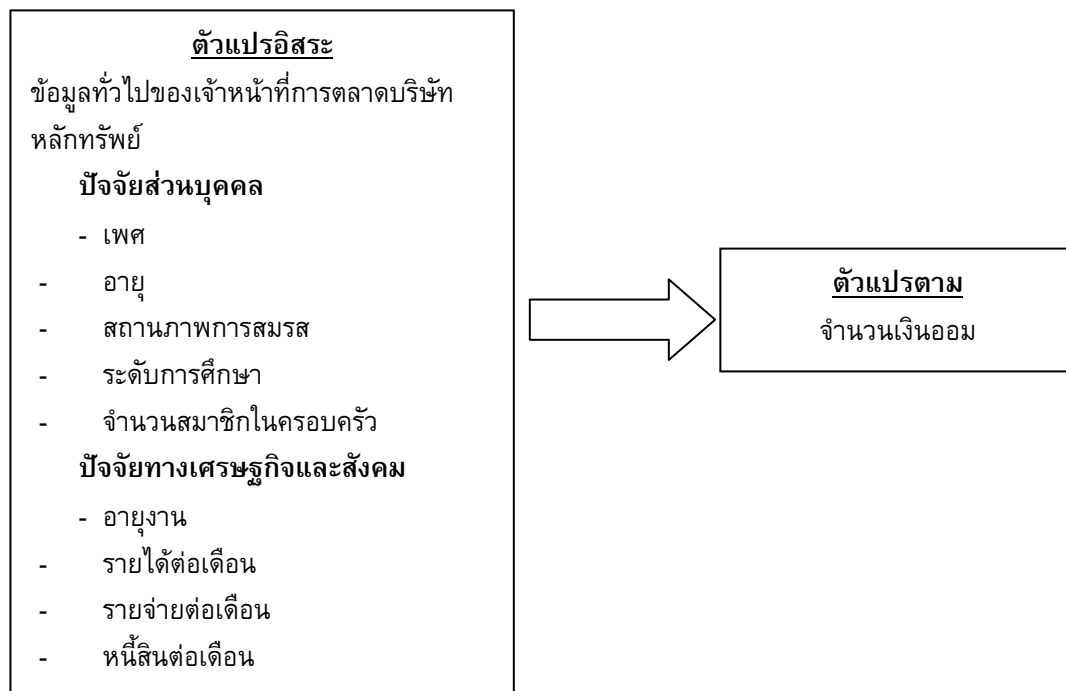 ตัวแปรอิสระ
ข้อมูลทั่วไปของเจ้าหน้าที่การตลาดบริษัท
หลักทรัพย์
ปัจจัยส่วนบุคคล
- เพศ
- อายุ
- สถานภาพการสมรส
- ระดับการศึกษา
- จำนวนสมาชิกในครอบครัว
ปัจจัยทางเศรษฐกิจและสังคม
- อายุงาน
- รายได้ต่อเดือน
- รายจ่ายต่อเดือน
- หนี้สินต่อเดือน
ตัวแปรตาม
จำนวนเงินออม